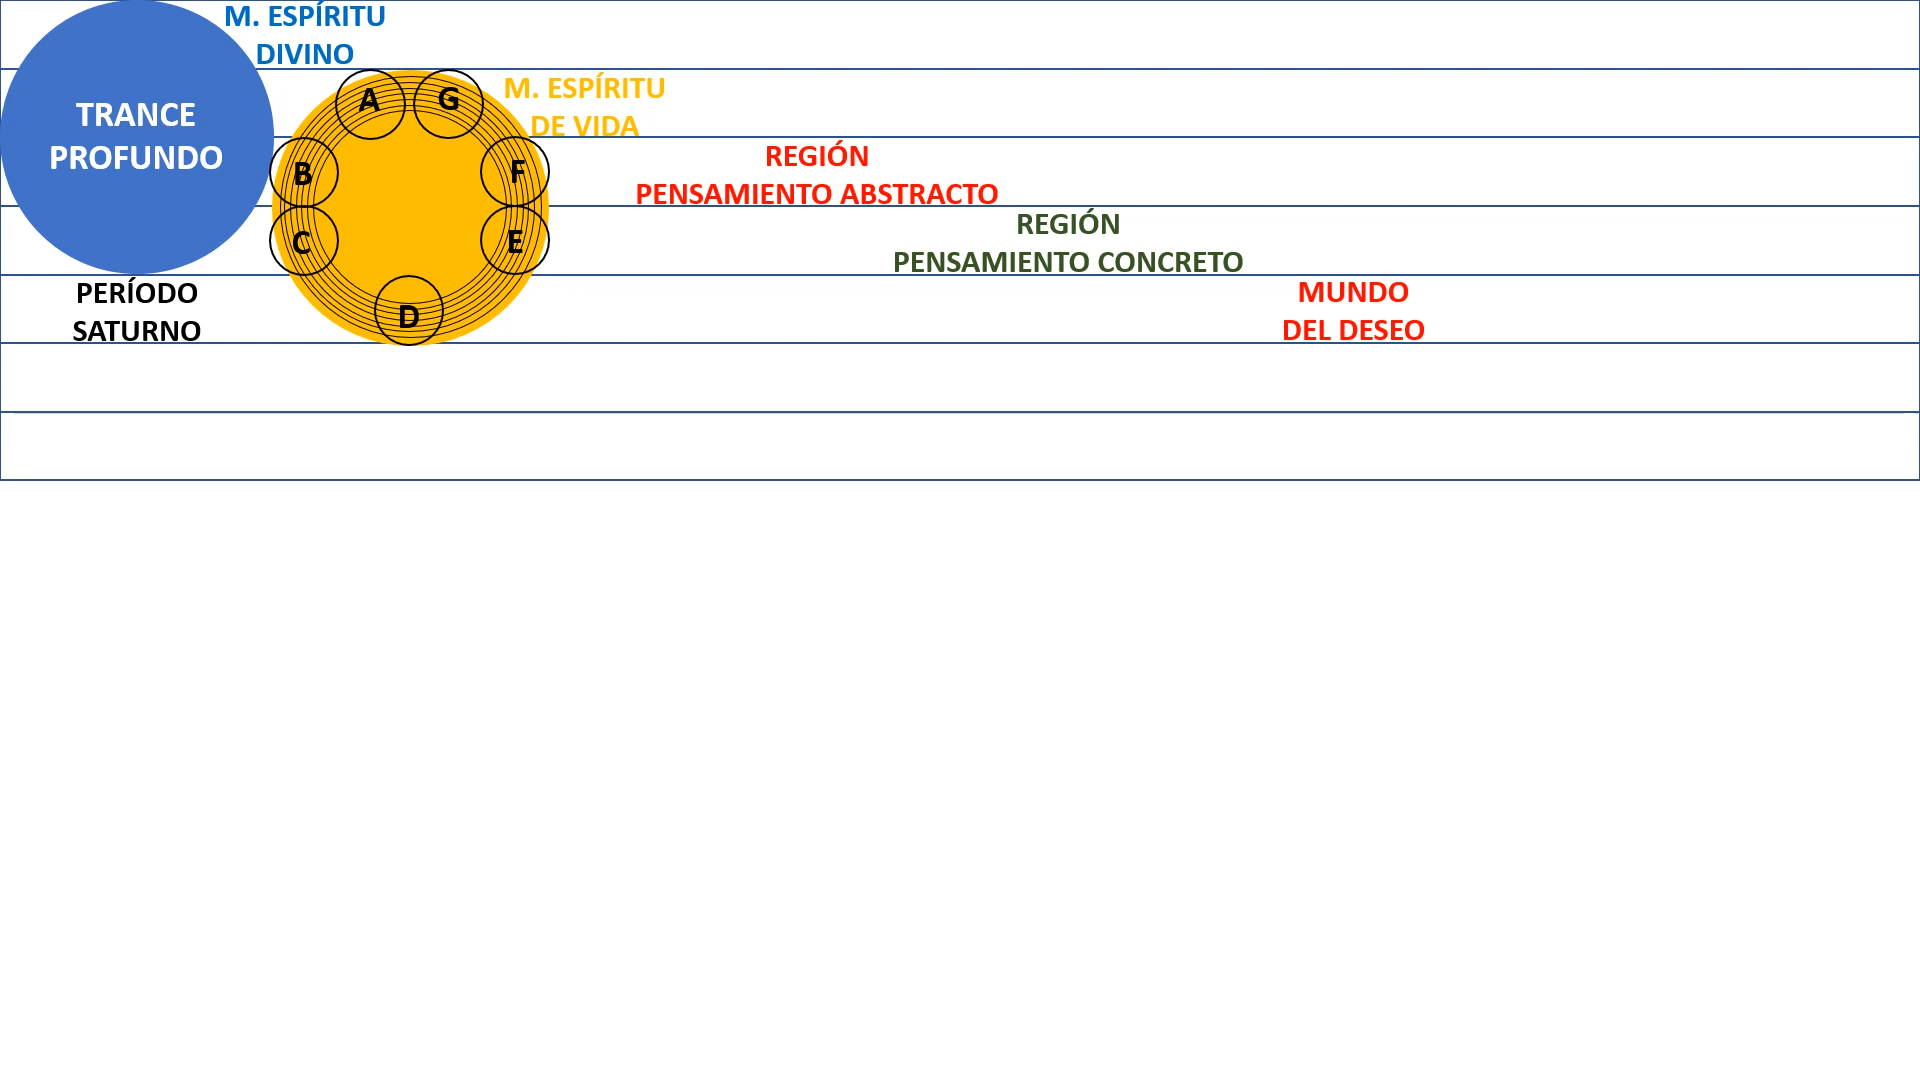 M. ESPÍRITU
DIVINO
TRANCE
PROFUNDO
A
G
B
F
C
E
D
M. ESPÍRITU
DE VIDA
REGIÓN
PENSAMIENTO ABSTRACTO
REGIÓN
PENSAMIENTO CONCRETO
PERÍODO
SATURNO
MUNDO
DEL DESEO